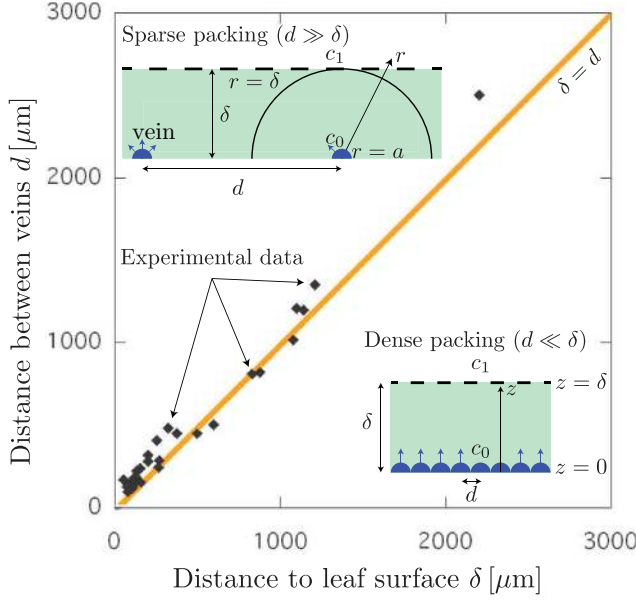 3000
Sparse packing (d ≫ δ)
c₁
r
r = δ
δ
δ = d
vein
c₀
r = a
d
2000
Distance between veins d [μm]
Experimental data
1000
Dense packing (d ≪ δ)
c₁
z = δ
z
δ
c₀
z = 0
d
0
0
1000
2000
3000
Distance to leaf surface δ [μm]